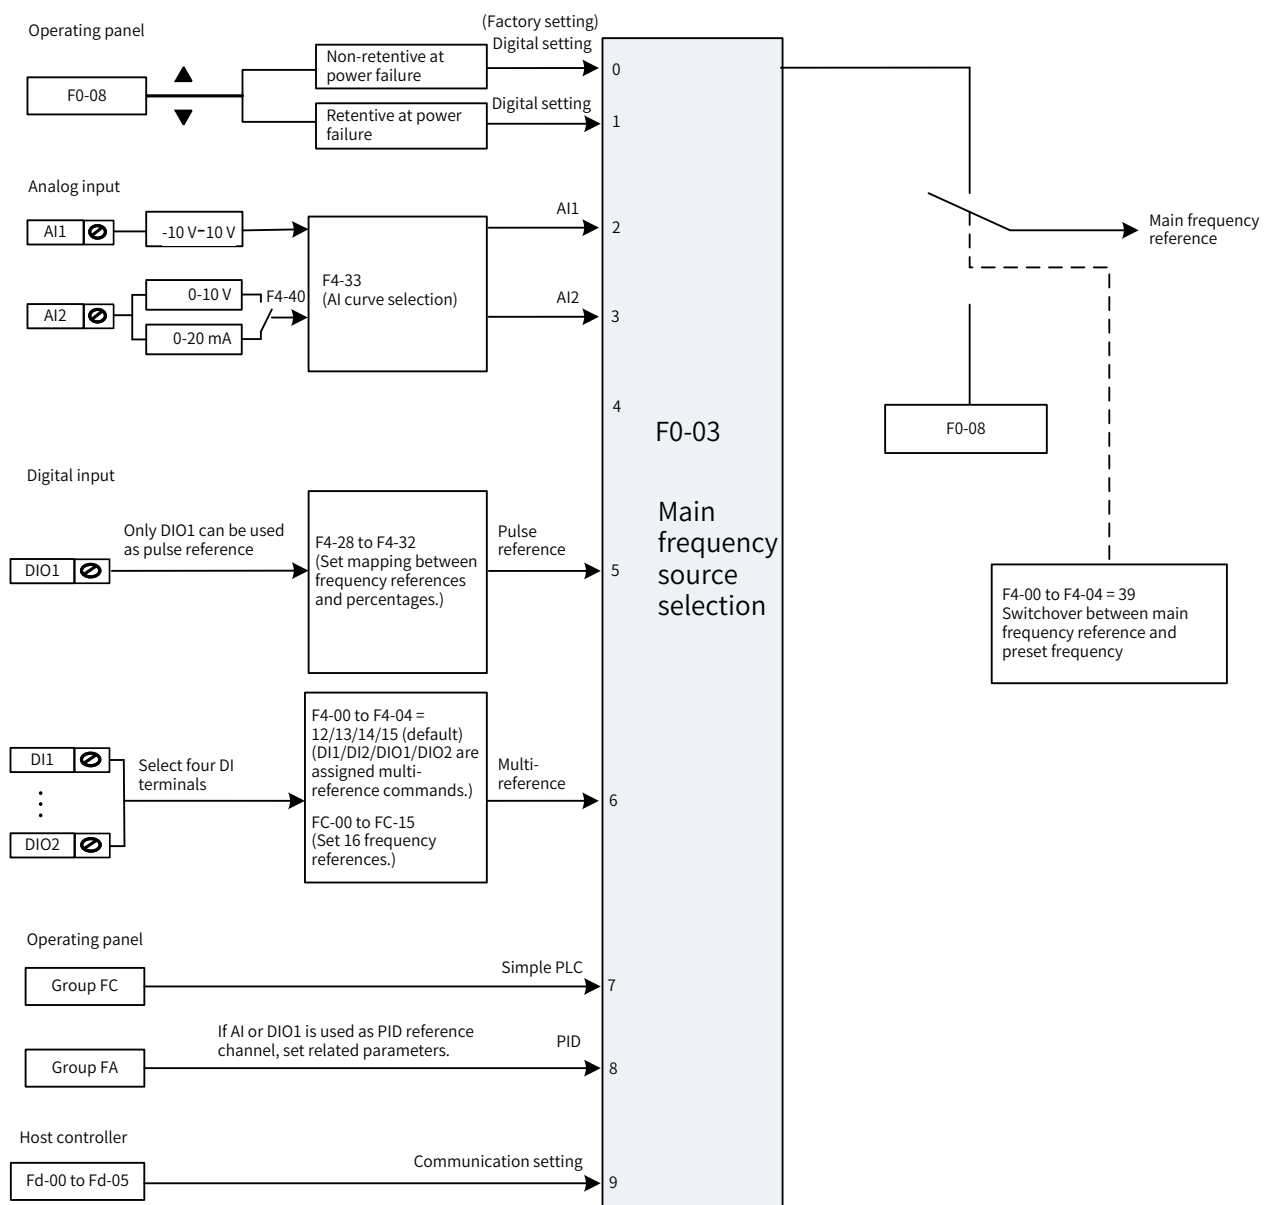 Operating panel
(Factory setting)
F0-08
Non-retentive at
power failure
Digital setting
0
Retentive at power
failure
Digital setting
1
Analog input
AI1
-10 V-10 V
AI1
2
AI2
0-10 V
0-20 mA
F4-40
F4-33
(AI curve selection)
AI2
3
4
F0-03
Main
frequency
source
selection
Main frequency
reference
F0-08
F4-00 to F4-04 = 39
Switchover between main
frequency reference and
preset frequency
Digital input
DIO1
Only DIO1 can be used
as pulse reference
F4-28 to F4-32
(Set mapping between
frequency references
and percentages.)
Pulse
reference
5
DI1
DIO2
Select four DI
terminals
F4-00 to F4-04 =
12/13/14/15 (default)
(DI1/DI2/DIO1/DIO2 are
assigned multi-
reference commands.)
FC-00 to FC-15
(Set 16 frequency
references.)
Multi-
reference
6
Operating panel
Group FC
Simple PLC
7
Group FA
If AI or DIO1 is used as PID reference
channel, set related parameters.
PID
8
Host controller
Fd-00 to Fd-05
Communication setting
9